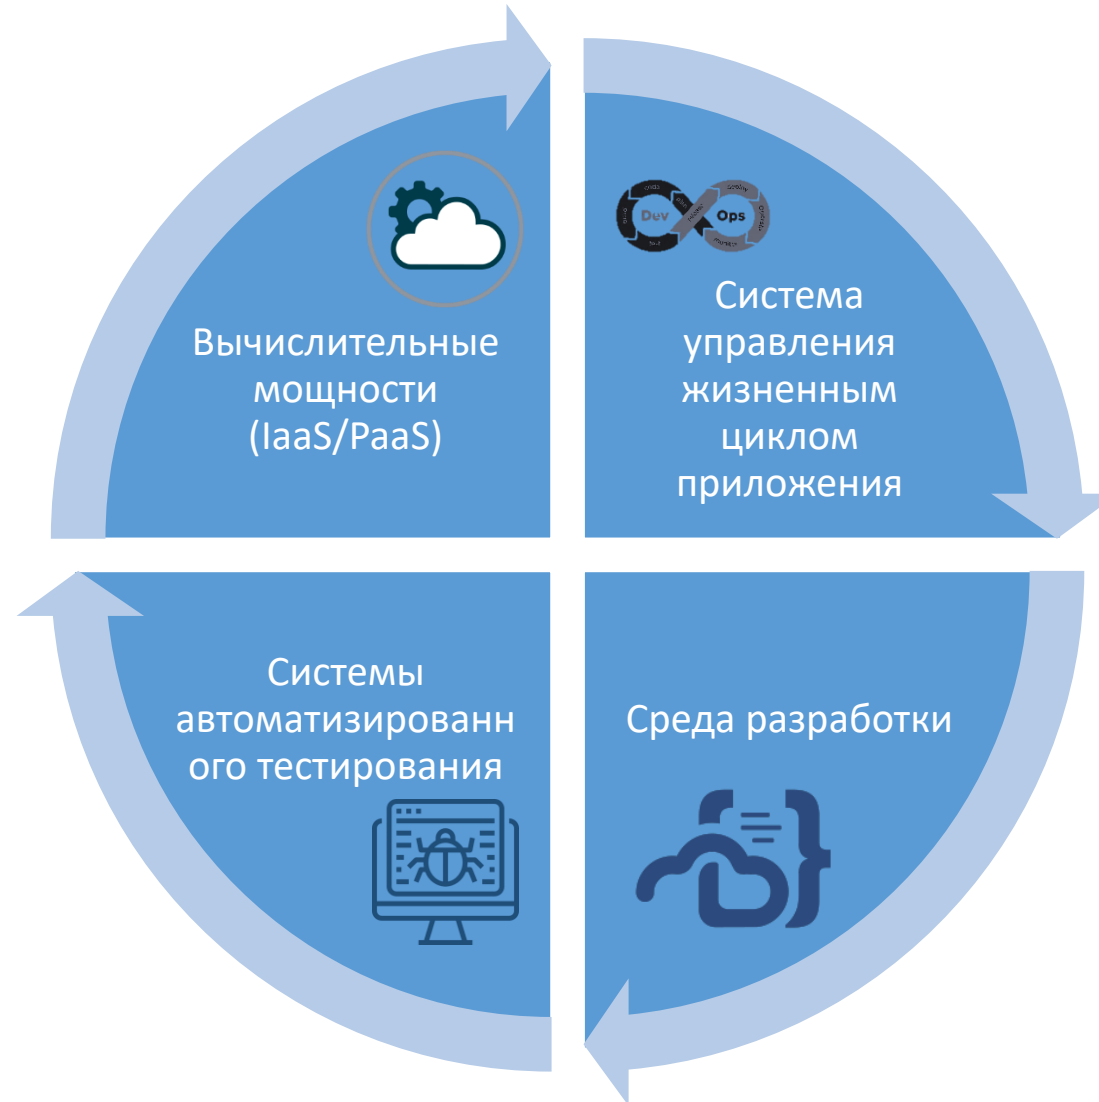 Вычислительные
мощности
(IaaS/PaaS)
Dev
Ops
Система
управления
жизненным
циклом
приложения
Системы
автоматизированн
ого тестирования
Среда разработки